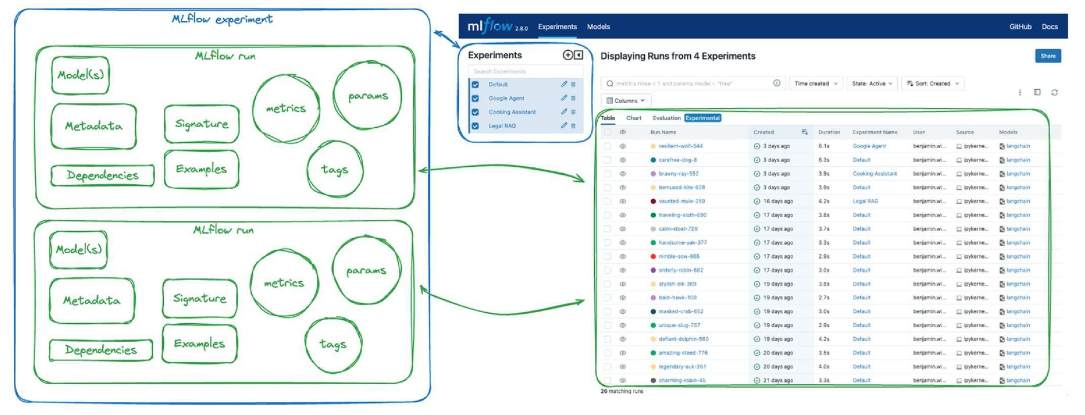 MLflow experiment
MLflow run
Model(s)
Metadata
Dependencies
Signature
Examples
metrics
params
tags
MLflow run
Model(s)
Metadata
Dependencies
Signature
Examples
metrics
params
tags
mlflow 2.8.0 Experiments Models GitHub Docs
Experiments
Search Experiments
Default
Google Agent
Cooking Assistant
Legal RAG
Displaying Runs from 4 Experiments
Share
metrics.rmse < 1 and params.model = "tree"
Time created
State: Active
Sort: Created
Columns
Table Chart Evaluation Experimental
Run Name Created Duration Experiment Name User Source Models
resilient-wolf-544 3 days ago 6.1s Google Agent benjamin.wi... ipykerne... langchain
carefree-dog-8 3 days ago 6.3s Default benjamin.wi... ipykerne... langchain
brawny-ray-592 3 days ago 3.8s Cooking Assistant benjamin.wi... ipykerne... langchain
bemused-kite-928 3 days ago 3.9s Default benjamin.wi... ipykerne... langchain
vaunted-mule-259 16 days ago 4.2s Legal RAG benjamin.wi... ipykerne... langchain
traveling-sloth-690 17 days ago 3.8s Default benjamin.wi... ipykerne... langchain
calm-stoat-728 17 days ago 3.7s Default benjamin.wi... ipykerne... langchain
handsome-yak-377 17 days ago 3.3s Default benjamin.wi... ipykerne... langchain
nimble-sow-865 17 days ago 2.9s Default benjamin.wi... ipykerne... langchain
orderly-robin-662 17 days ago 3.0s Default benjamin.wi... ipykerne... langchain
stylish-elk-369 19 days ago 3.8s Default benjamin.wi... ipykerne... langchain
bald-hawk-100 19 days ago 2.7s Default benjamin.wi... ipykerne... langchain
masked-crab-652 19 days ago 3.0s Default benjamin.wi... ipykerne... langchain
unique-slug-757 19 days ago 2.9s Default benjamin.wi... ipykerne... langchain
defiant-dolphin-980 19 days ago 4.2s Default benjamin.wi... ipykerne... langchain
amazing-steed-776 20 days ago 3.5s Default benjamin.wi... ipykerne... langchain
legendary-auk-261 20 days ago 4.0s Default benjamin.wi... ipykerne... langchain
charming-robin-45 21 days ago 3.3s Default benjamin.wi... ipykerne... langchain
26 matching runs